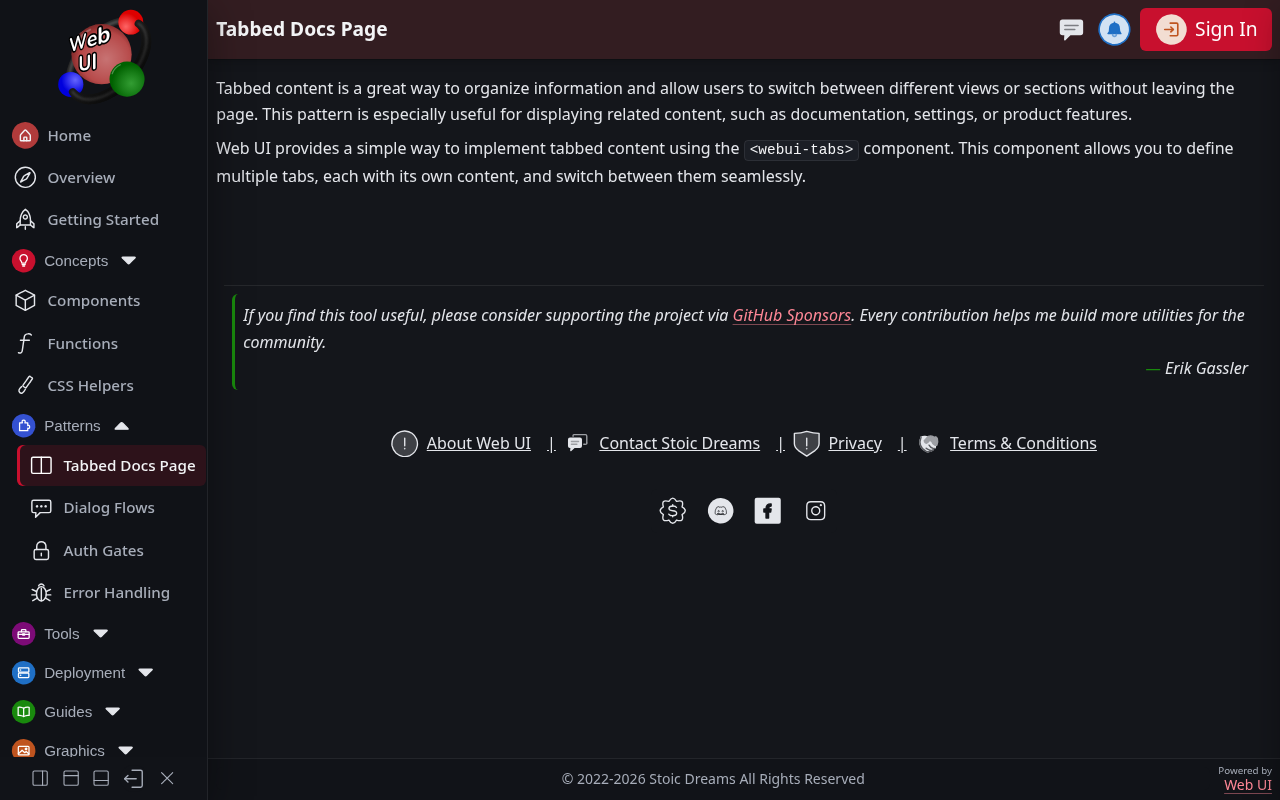 Web
UI
Home
Overview
Getting Started
Concepts
Components
Functions
CSS Helpers
Patterns
Tabbed Docs Page
Dialog Flows
Auth Gates
Error Handling
Tools
Deployment
Guides
Graphics
Tabbed Docs Page
Sign In
Tabbed content is a great way to organize information and allow users to switch between different views or sections without leaving the
page. This pattern is especially useful for displaying related content, such as documentation, settings, or product features.
Web UI provides a simple way to implement tabbed content using the <webui-tabs> component. This component allows you to define
multiple tabs, each with its own content, and switch between them seamlessly.
If you find this tool useful, please consider supporting the project via GitHub Sponsors. Every contribution helps me build more utilities for the
community.
— Erik Gassler
About Web UI | Contact Stoic Dreams | Privacy | Terms & Conditions
© 2022-2026 Stoic Dreams All Rights Reserved
Powered by
Web UI